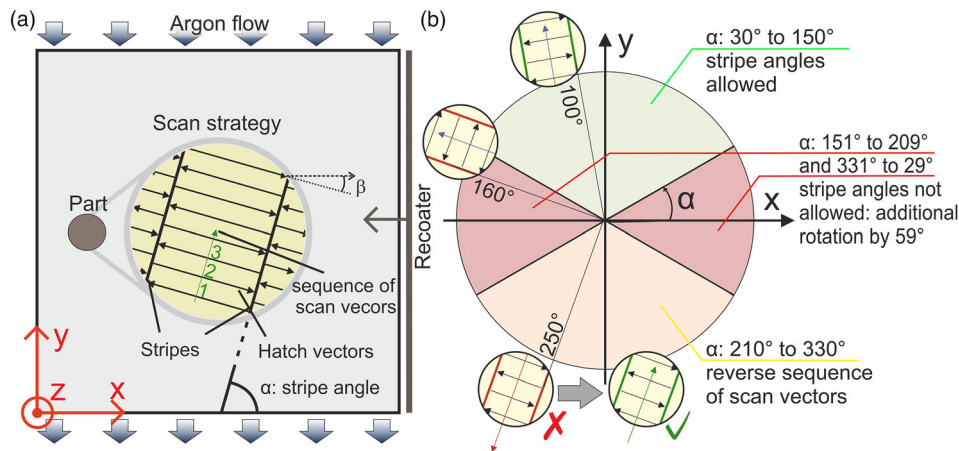 (a)
Argon flow
Scan strategy
β
Part
3
2
1
sequence of
scan vecors
Stripes
Hatch vectors
α: stripe angle
y
z
x
Recoater
(b)
y
x
α
100°
160°
250°
α: 30° to 150°
stripe angles
allowed
α: 151° to 209°
and 331° to 29°
stripe angles not
allowed: additional
rotation by 59°
α: 210° to 330°
reverse sequence
of scan vectors